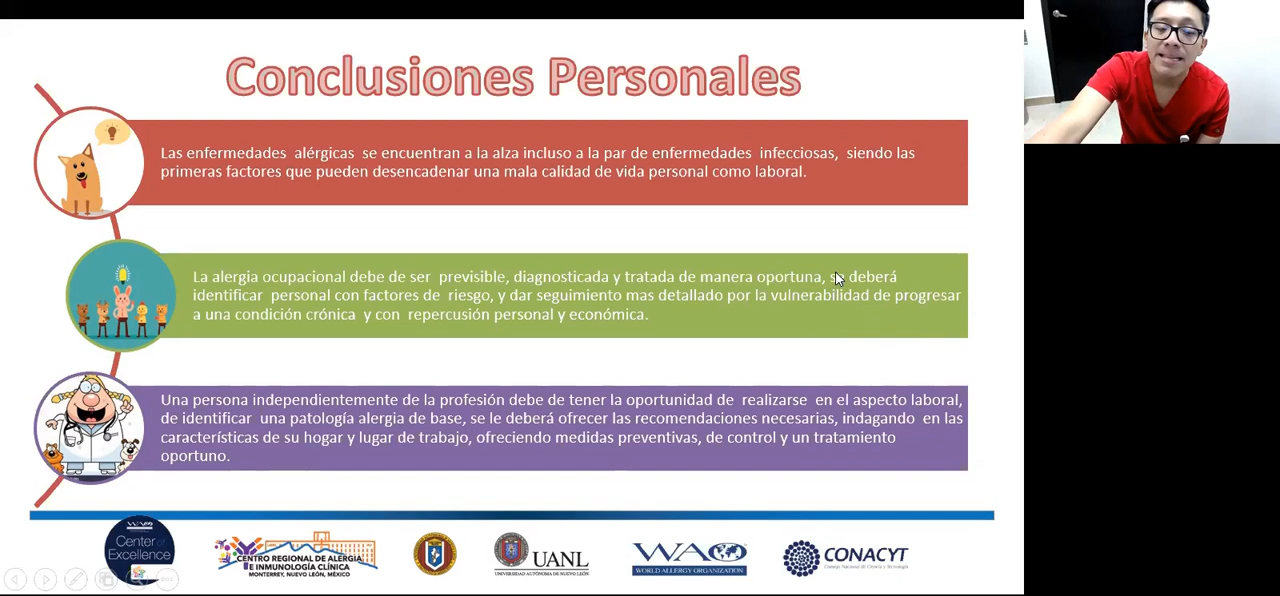 Conclusiones Personales
Las enfermedades alérgicas se encuentran a la alza incluso a la par de enfermedades infecciosas, siendo las
primeras factores que pueden desencadenar una mala calidad de vida personal como laboral.
La alergia ocupacional debe de ser previsible, diagnosticada y tratada de manera oportuna, se deberá
identificar personal con factores de riesgo, y dar seguimiento mas detallado por la vulnerabilidad de progresar
a una condición crónica y con repercusión personal y económica.
Una persona independientemente de la profesión debe de tener la oportunidad de realizarse en el aspecto laboral,
de identificar una patología alergia de base, se le deberá ofrecer las recomendaciones necesarias, indagando en las
características de su hogar y lugar de trabajo, ofreciendo medidas preventivas, de control y un tratamiento
oportuno.
WAO
Center of
Excellence
CENTRO REGIONAL DE ALERGIA
E INMUNOLOGÍA CLÍNICA
MONTERREY, NUEVO LEÓN, MÉXICO
UANL
UNIVERSIDAD AUTÓNOMA DE NUEVO LEÓN
WAO
WORLD ALLERGY ORGANIZATION
CONACYT
Consejo Nacional de Ciencia y Tecnología